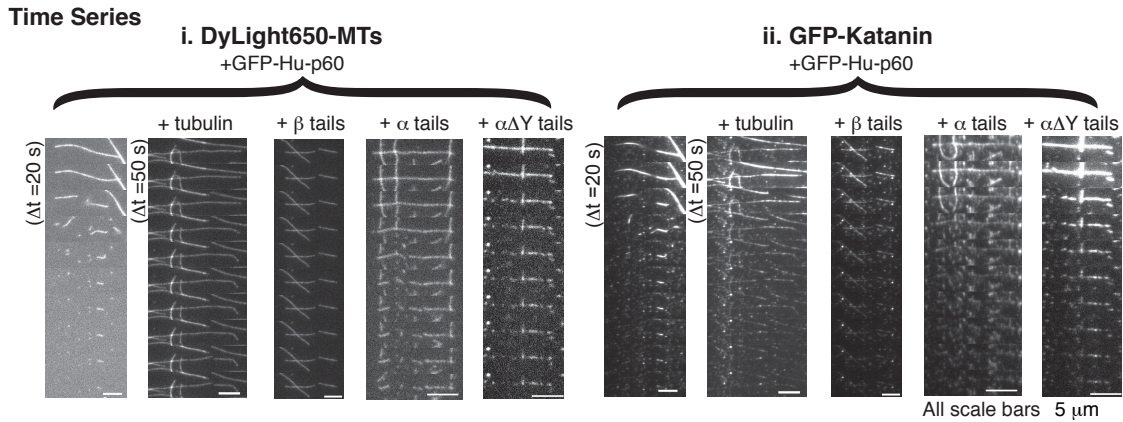 Time Series
i. DyLight650-MTs
+GFP-Hu-p60
+ tubulin
+ β tails
+ α tails
+ αΔY tails
(Δt =20 s)
(Δt =50 s)
ii. GFP-Katanin
+GFP-Hu-p60
+ tubulin
+ β tails
+ α tails
+ αΔY tails
(Δt =20 s)
(Δt =50 s)
All scale bars 5 μm